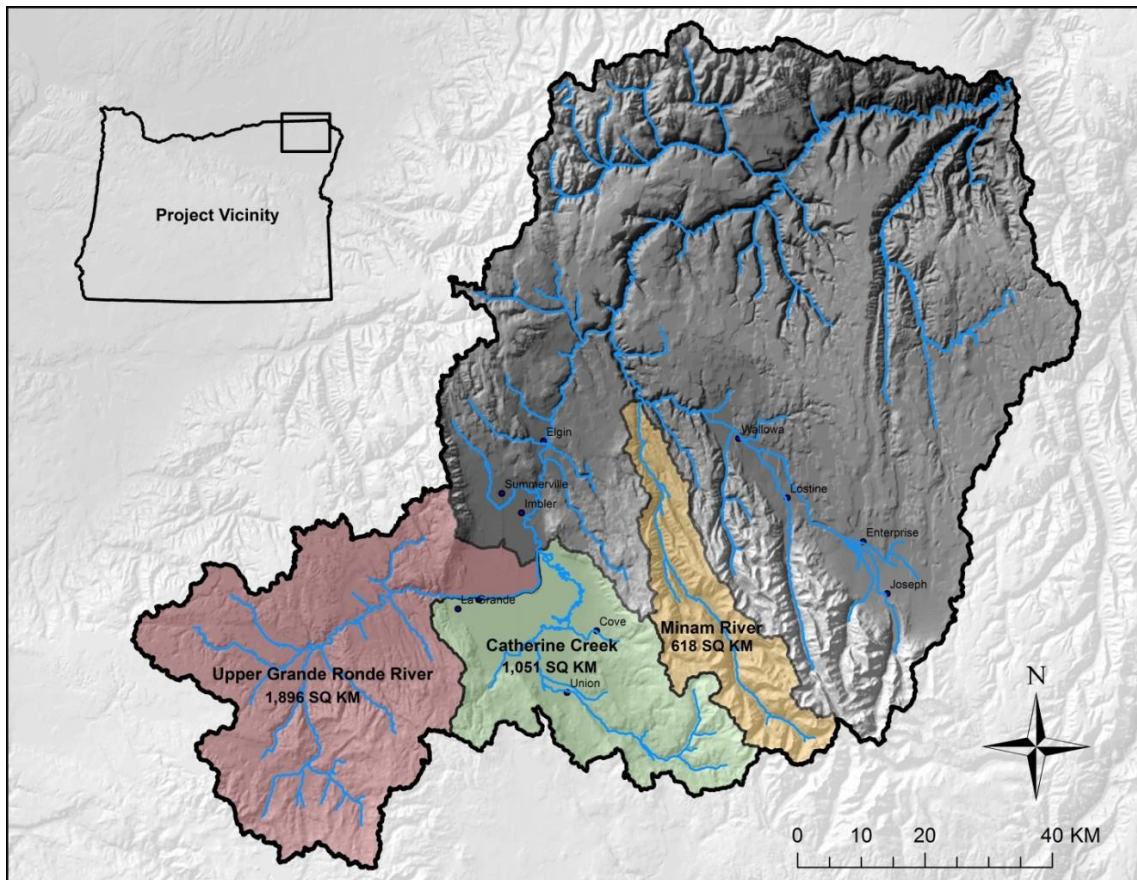 Project Vicinity
Elgin
Wallowa
Summerville
Lostine
Imbler
Enterprise
Joseph
La Grande
Cove
Minam River
618 SQ KM
Catherine Creek
1,051 SQ KM
Upper Grande Ronde River
1,896 SQ KM
Union
N
0 10 20 40 KM